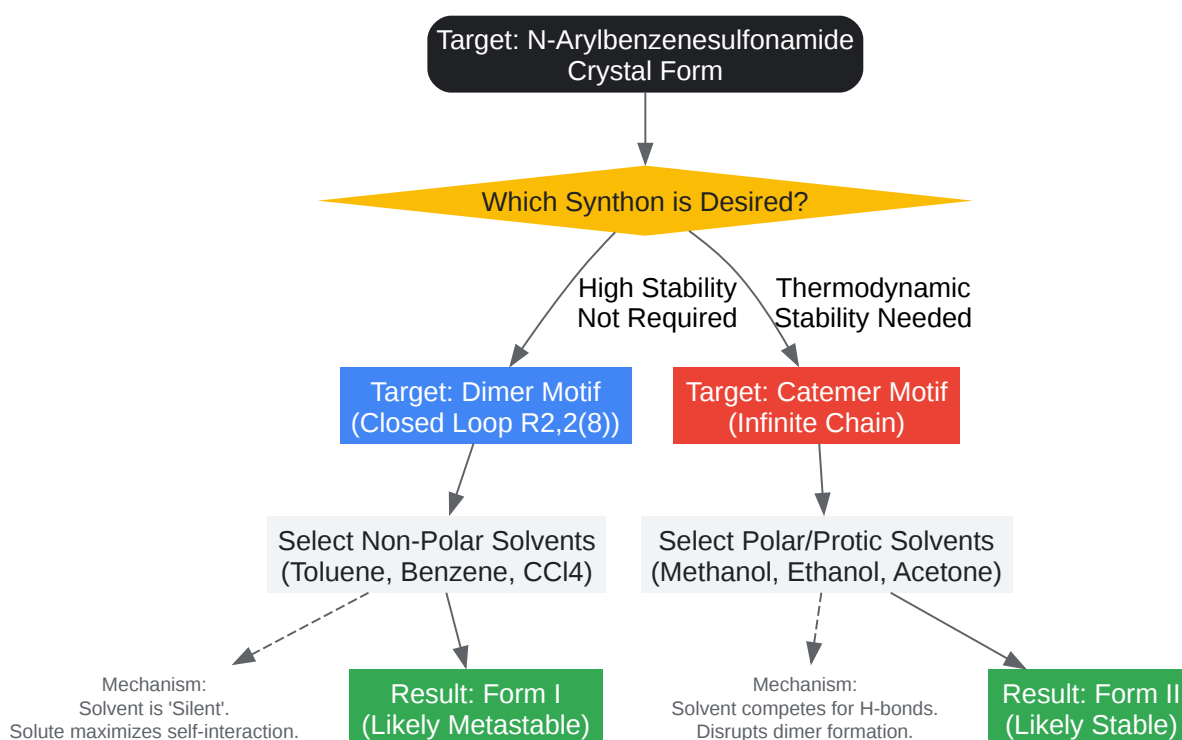 Target: N-Arylbenzenesulfonamide
Crystal Form
Which Synthon is Desired?
High Stability
Not Required
Thermodynamic
Stability Needed
Target: Dimer Motif
(Closed Loop R2,2(8))
Target: Catemer Motif
(Infinite Chain)
Select Non-Polar Solvents
(Toluene, Benzene, CCl4)
Select Polar/Protic Solvents
(Methanol, Ethanol, Acetone)
Mechanism:
Solvent is 'Silent'.
Solute maximizes self-interaction.
Result: Form I
(Likely Metastable)
Mechanism:
Solvent competes for H-bonds.
Disrupts dimer formation.
Result: Form II
(Likely Stable)